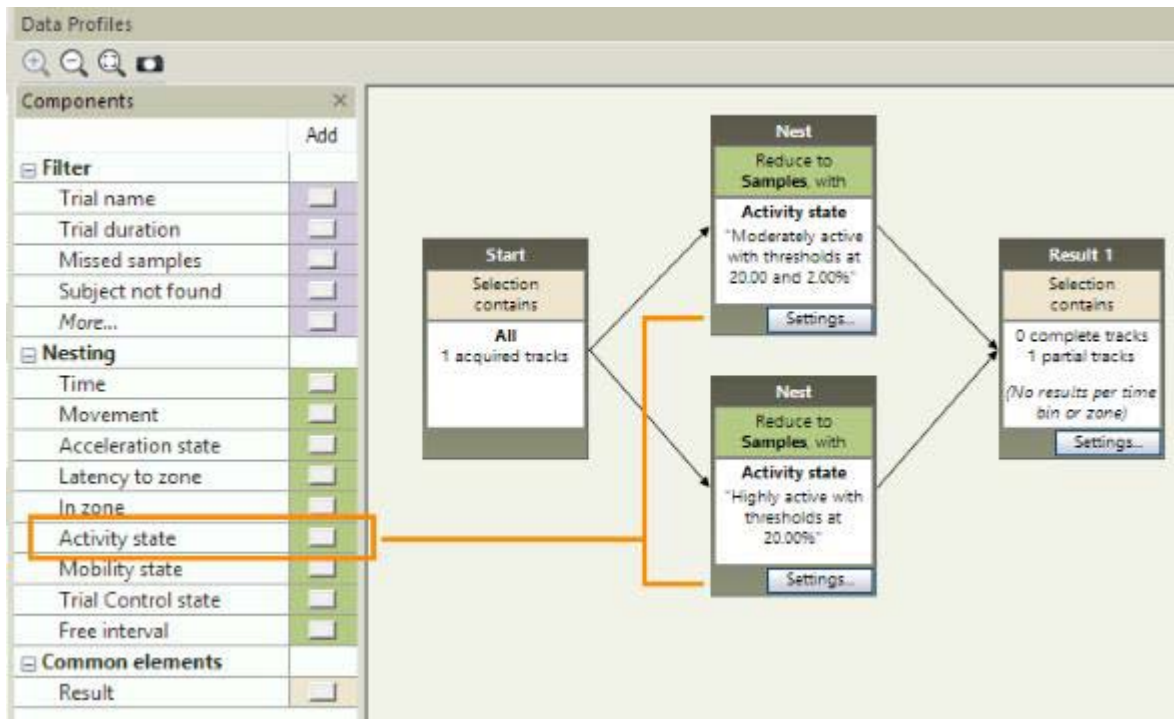 Data Profiles
Components
Add
Filter
Trial name
Trial duration
Missed samples
Subject not found
More...
Nesting
Time
Movement
Acceleration state
Latency to zone
In zone
Activity state
Mobility state
Trial Control state
Free interval
Common elements
Result
Start
Selection
contains
All
1 acquired tracks
Nest
Reduce to
Samples, with
Activity state
"Moderately active
with thresholds at
20.00 and 2.00%"
Settings...
Nest
Reduce to
Samples, with
Activity state
"Highly active with
thresholds at
20.00%"
Settings...
Result 1
Selection
contains
0 complete tracks
1 partial tracks
(No results per time
bin or zone)
Settings...